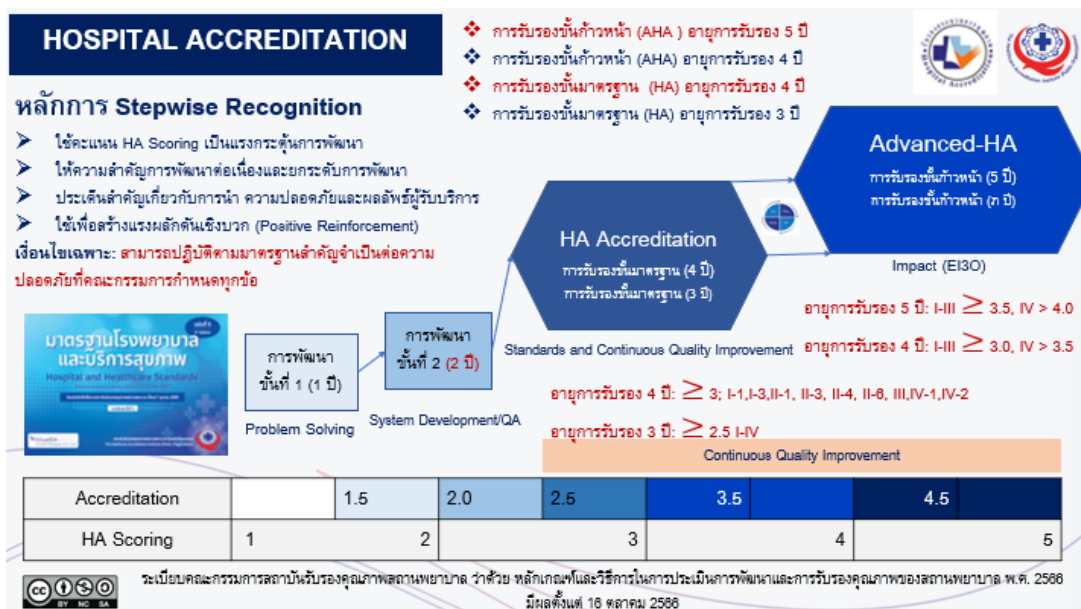 HOSPITAL ACCREDITATION
❖ การรับรองขั้นก้าวหน้า (AHA ) อายุการรับรอง 5 ปี
❖ การรับรองขั้นก้าวหน้า (AHA) อายุการรับรอง 4 ปี
❖ การรับรองขั้นมาตรฐาน (HA) อายุการรับรอง 4 ปี
❖ การรับรองขั้นมาตรฐาน (HA) อายุการรับรอง 3 ปี
หลักการ Stepwise Recognition
➤ ใช้คะแนน HA Scoring เป็นแรงกระตุ้นการพัฒนา
➤ ให้ความสำคัญการพัฒนาต่อเนื่องและยกระดับการพัฒนา
➤ ประเด็นสำคัญเกี่ยวกับการนำ ความปลอดภัยและผลลัพธ์ผู้รับบริการ
➤ ใช้เพื่อสร้างแรงผลักดันเชิงบวก (Positive Reinforcement)
เงื่อนไขเฉพาะ: สามารถปฏิบัติตามมาตรฐานสำคัญจำเป็นต่อความ
ปลอดภัยที่คณะกรรมการกำหนดทุกข้อ
มาตรฐานโรงพยาบาล
และบริการสุขภาพ
Hospital and Healthcare Standards
การพัฒนา
ขั้นที่ 1 (1 ปี)
Problem Solving
การพัฒนา
ขั้นที่ 2 (2 ปี)
System Development/QA
HA Accreditation
การรับรองขั้นมาตรฐาน (4 ปี)
การรับรองขั้นมาตรฐาน (3 ปี)
Standards and Continuous Quality Improvement
Advanced-HA
การรับรองขั้นก้าวหน้า (5 ปี)
การรับรองขั้นก้าวหน้า (ภ ปี)
Impact (EI3O)
อายุการรับรอง 5 ปี: I-III ≥ 3.5, IV > 4.0
อายุการรับรอง 4 ปี: I-III ≥ 3.0, IV > 3.5
อายุการรับรอง 4 ปี: ≥ 3; I-1,I-3,II-1, II-3, II-4, II-6, III,IV-1,IV-2
อายุการรับรอง 3 ปี: ≥ 2.5 I-IV
Continuous Quality Improvement
Accreditation 1.5 2.0 2.5 3.5 4.5
HA Scoring 1 2 3 4 5
CC BY NC SA
ระเบียบคณะกรรมการสถาบันรับรองคุณภาพสถานพยาบาล ว่าด้วย หลักเกณฑ์และวิธีการในการประเมินการพัฒนาและการรับรองคุณภาพของสถานพยาบาล พ.ศ. 2566
มีผลตั้งแต่ 16 ตุลาคม 2566